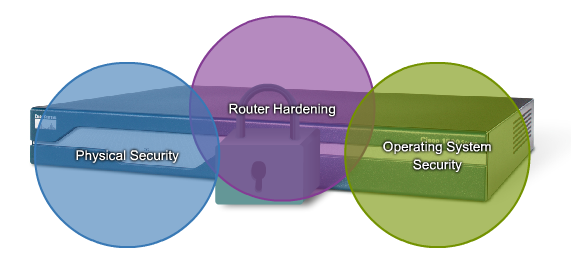 Router Hardening
Physical Security
Operating System
Security